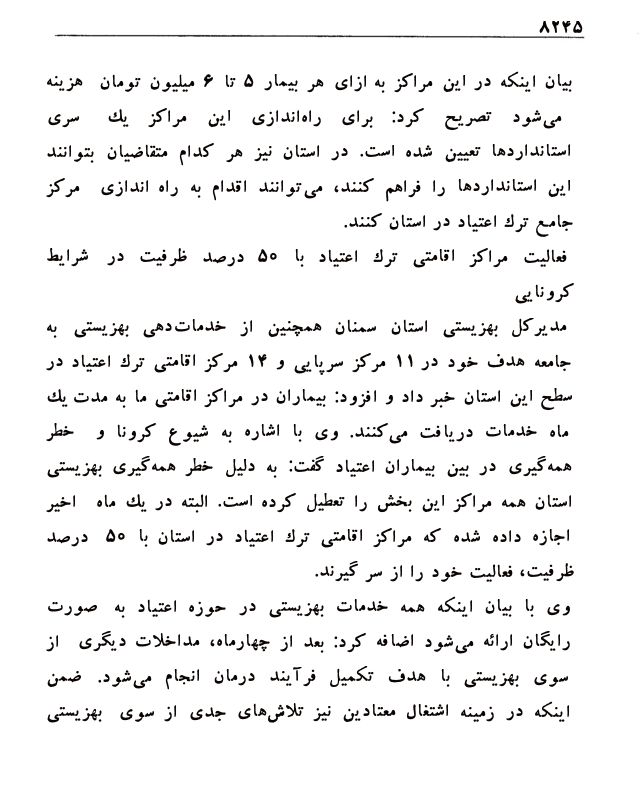 ۸۲۴۵
بیان اینکه در این مراکز به ازای هر بیمار ۵ تا ۶ میلیون تومان هزینه
می‌شود تصریح کرد: برای راه‌اندازی این مراکز یك سری
استانداردها تعیین شده است. در استان نیز هر کدام متقاضیان بتوانند
این استانداردها را فراهم کنند، می‌توانند اقدام به راه اندازی مرکز
جامع ترك اعتیاد در استان کنند.
فعالیت مراکز اقامتی ترك اعتیاد با ۵۰ درصد ظرفیت در شرایط
کرونایی
مدیرکل بهزیستی استان سمنان همچنین از خدمات‌دهی بهزیستی به
جامعه هدف خود در ۱۱ مرکز سرپایی و ۱۴ مرکز اقامتی ترك اعتیاد در
سطح این استان خبر داد و افزود: بیماران در مراکز اقامتی ما به مدت یك
ماه خدمات دریافت می‌کنند. وی با اشاره به شیوع کرونا و خطر
همه‌گیری در بین بیماران اعتیاد گفت: به دلیل خطر همه‌گیری بهزیستی
استان همه مراکز این بخش را تعطیل کرده است. البته در یك ماه اخیر
اجازه داده شده که مراکز اقامتی ترك اعتیاد در استان با ۵۰ درصد
ظرفیت، فعالیت خود را از سر گیرند.
وی با بیان اینکه همه خدمات بهزیستی در حوزه اعتیاد به صورت
رایگان ارائه می‌شود اضافه کرد: بعد از چهارماه، مداخلات دیگری از
سوی بهزیستی با هدف تکمیل فرآیند درمان انجام می‌شود. ضمن
اینکه در زمینه اشتغال معتادین نیز تلاش‌های جدی از سوی بهزیستی